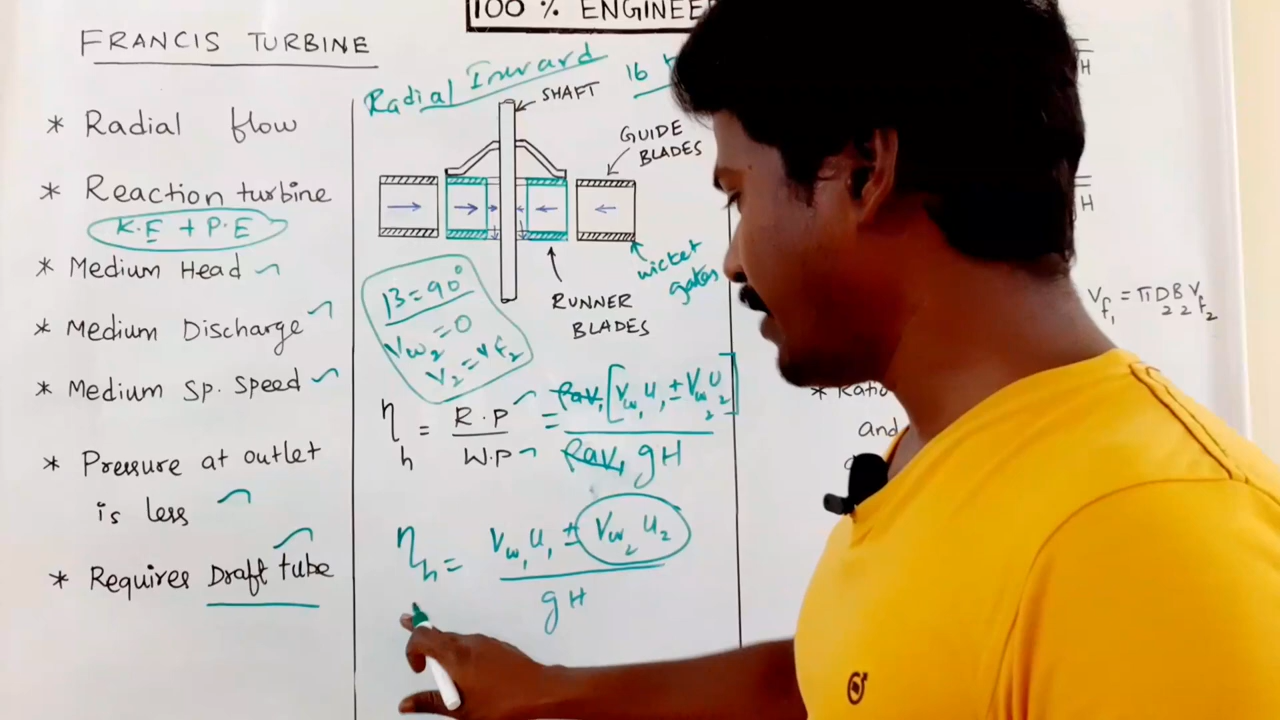 100 % ENGINEER
FRANCIS TURBINE
* Radial flow
* Reaction turbine
K.E + P.E
* Medium Head
* Medium Discharge
* Medium Sp. Speed
* Pressure at outlet
is less
* Requires Draft tube
Radial Inward
16
SHAFT
GUIDE
BLADES
wicket
gates
RUNNER
BLADES
β = 90°
Vw₂ = 0
V₂ = Vf₂
ηh = R.P / W.P = ρav₁ [Vw₁ u₁ ± Vw₂ u₂] / ρav₁ gH
ηh = Vw₁ u₁ ± Vw₂ u₂ / gH
H
H
Vf₁ = πD₂B₂Vf₂
* Ratio
and